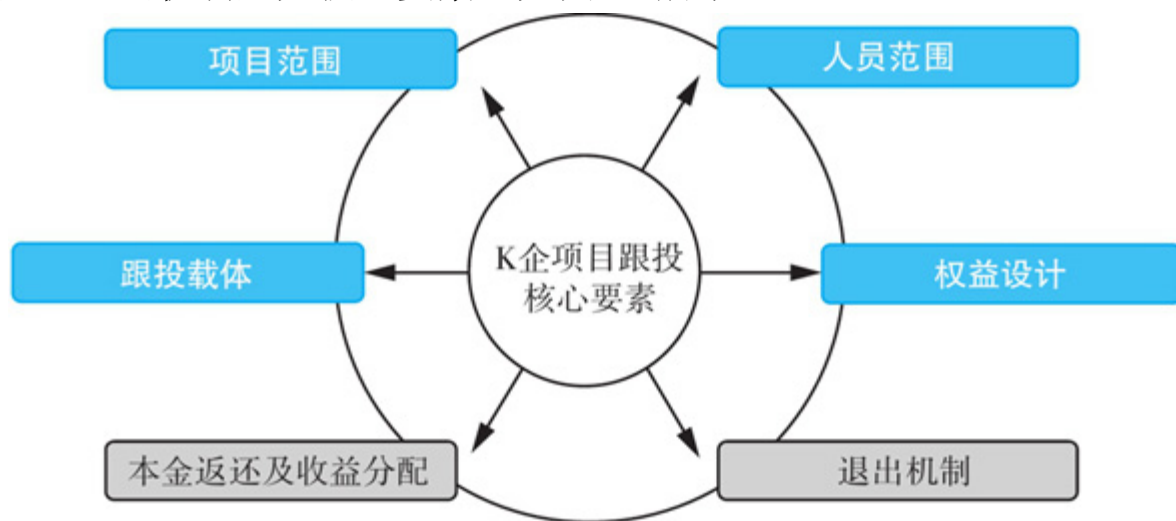 项目范围
人员范围
K企项目跟投
核心要素
跟投载体
权益设计
本金返还及收益分配
退出机制